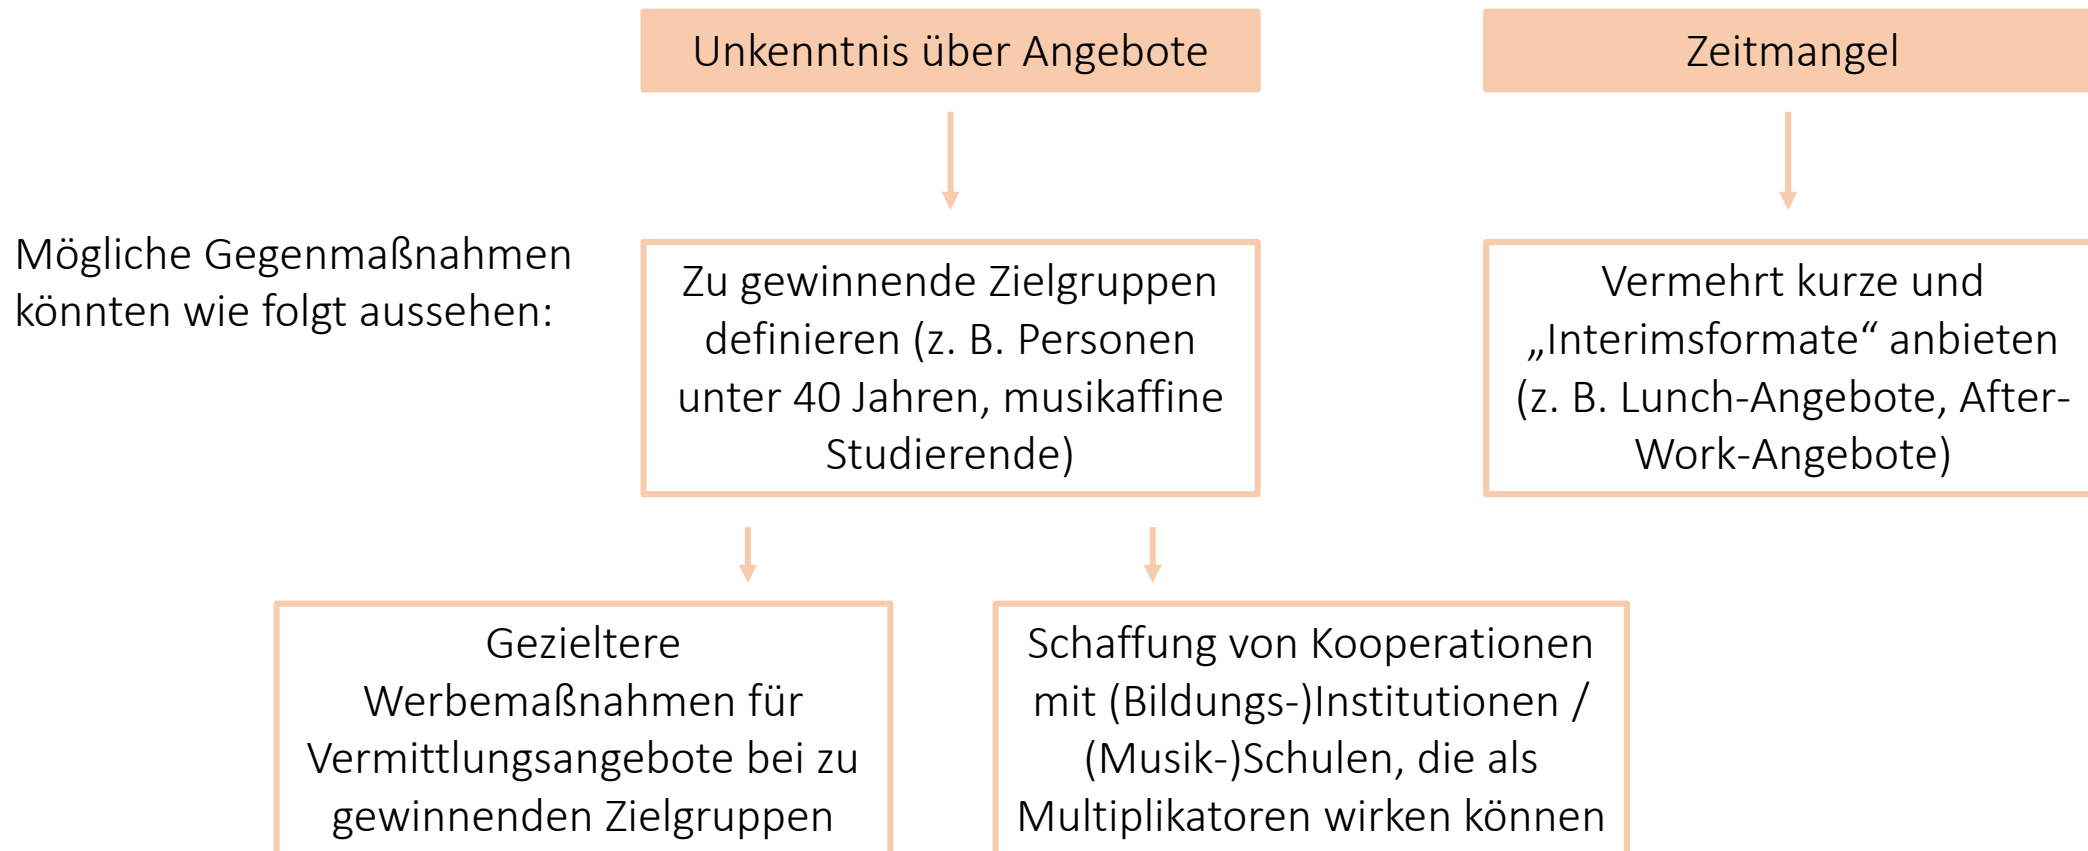 Unkenntnis über Angebote
Zeitmangel
Mögliche Gegenmaßnahmen
könnten wie folgt aussehen:
Zu gewinnende Zielgruppen
definieren (z. B. Personen
unter 40 Jahren, musikaffine
Studierende)
Vermehrt kurze und
„Interimsformate“ anbieten
(z. B. Lunch-Angebote, After-
Work-Angebote)
Gezieltere
Werbemaßnahmen für
Vermittlungsangebote bei zu
gewinnenden Zielgruppen
Schaffung von Kooperationen
mit (Bildungs-)Institutionen /
(Musik-)Schulen, die als
Multiplikatoren wirken können